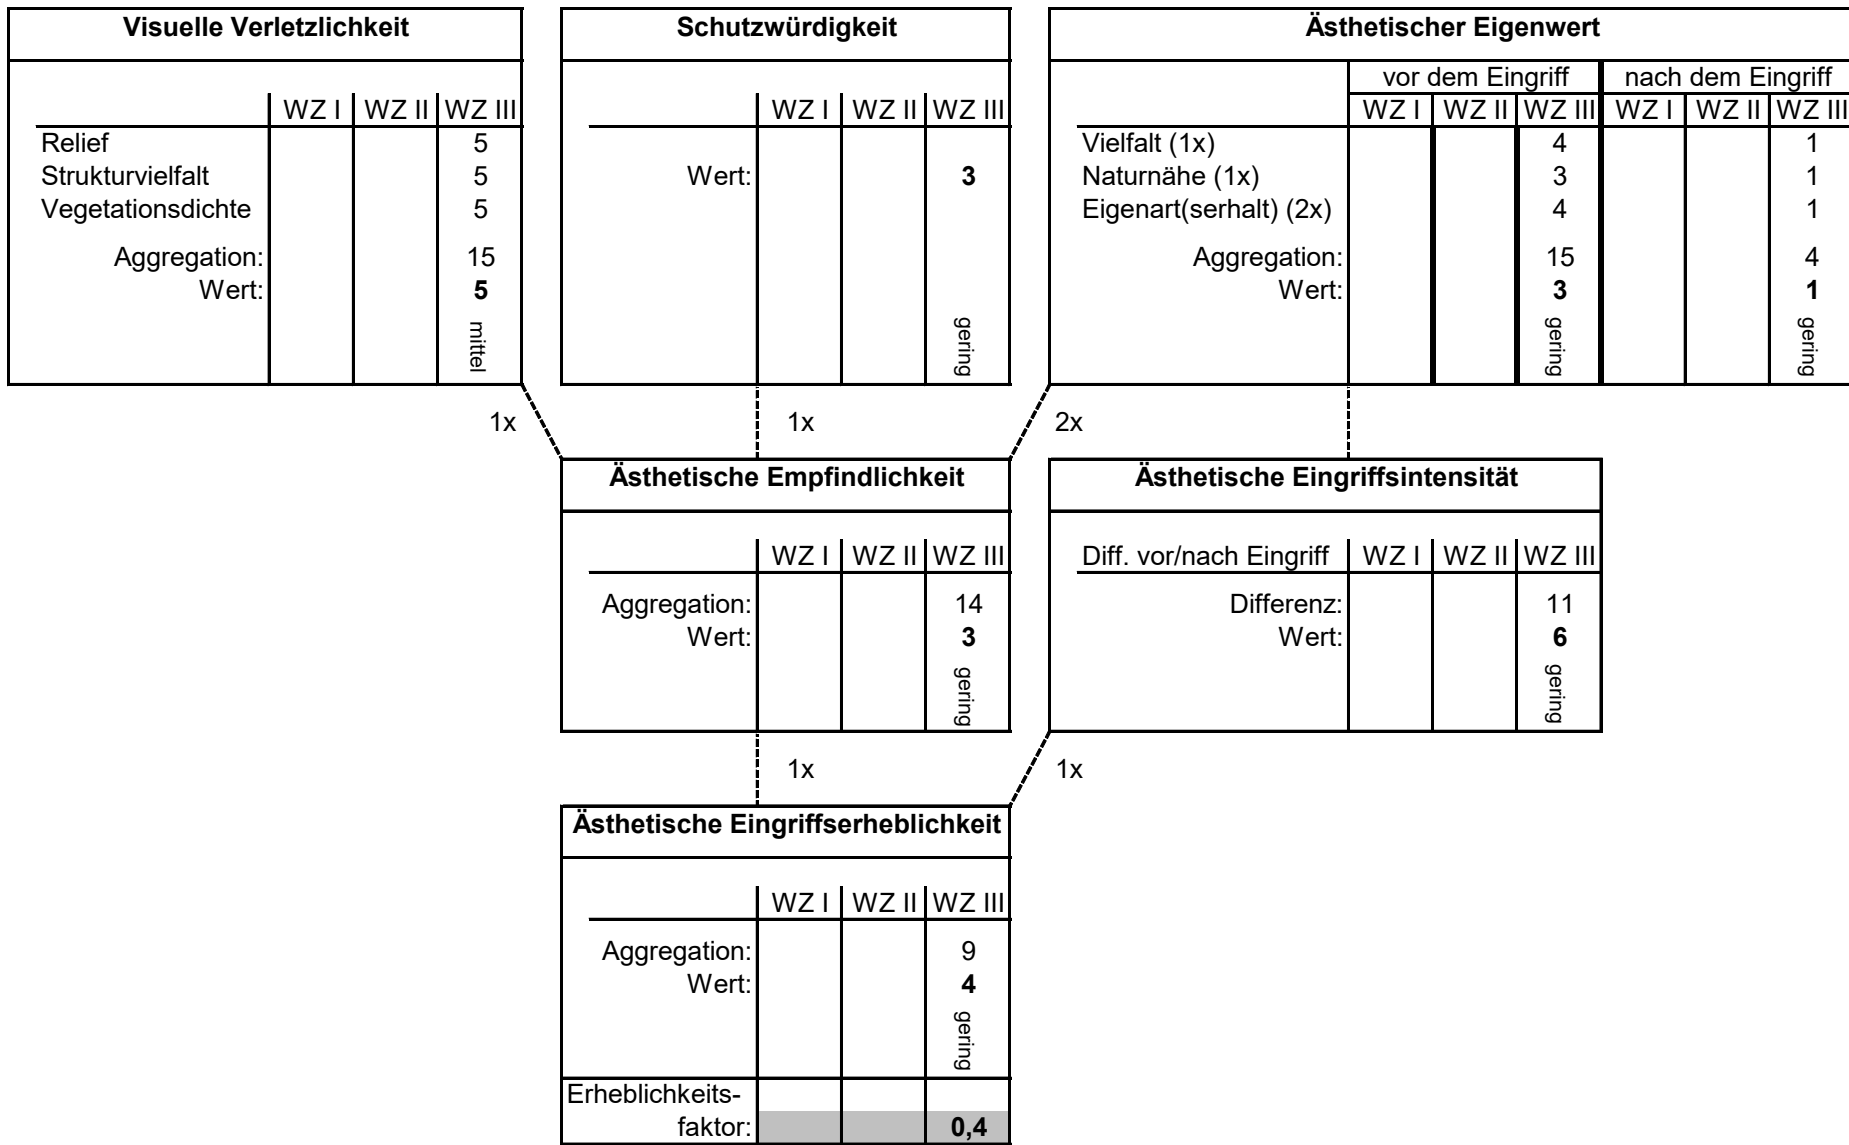 Visuelle Verletzlichkeit
WZ I WZ II WZ III
Relief 5
Strukturvielfalt 5
Vegetationsdichte 5
Aggregation: 15
Wert: 5
mittel
Schutzwürdigkeit
WZ I WZ II WZ III
Wert: 3
gering
Ästhetischer Eigenwert
vor dem Eingriff nach dem Eingriff
WZ I WZ II WZ III WZ I WZ II WZ III
Vielfalt (1x) 4 1
Naturnähe (1x) 3 1
Eigenart(serhalt) (2x) 4 1
Aggregation: 15 4
Wert: 3 1
gering gering
1x 1x 2x
Ästhetische Empfindlichkeit
WZ I WZ II WZ III
Aggregation: 14
Wert: 3
gering
Ästhetische Eingriffsintensität
Diff. vor/nach Eingriff WZ I WZ II WZ III
Differenz: 11
Wert: 6
gering
1x 1x
Ästhetische Eingriffserheblichkeit
WZ I WZ II WZ III
Aggregation: 9
Wert: 4
gering
Erheblichkeits-
faktor: 0,4